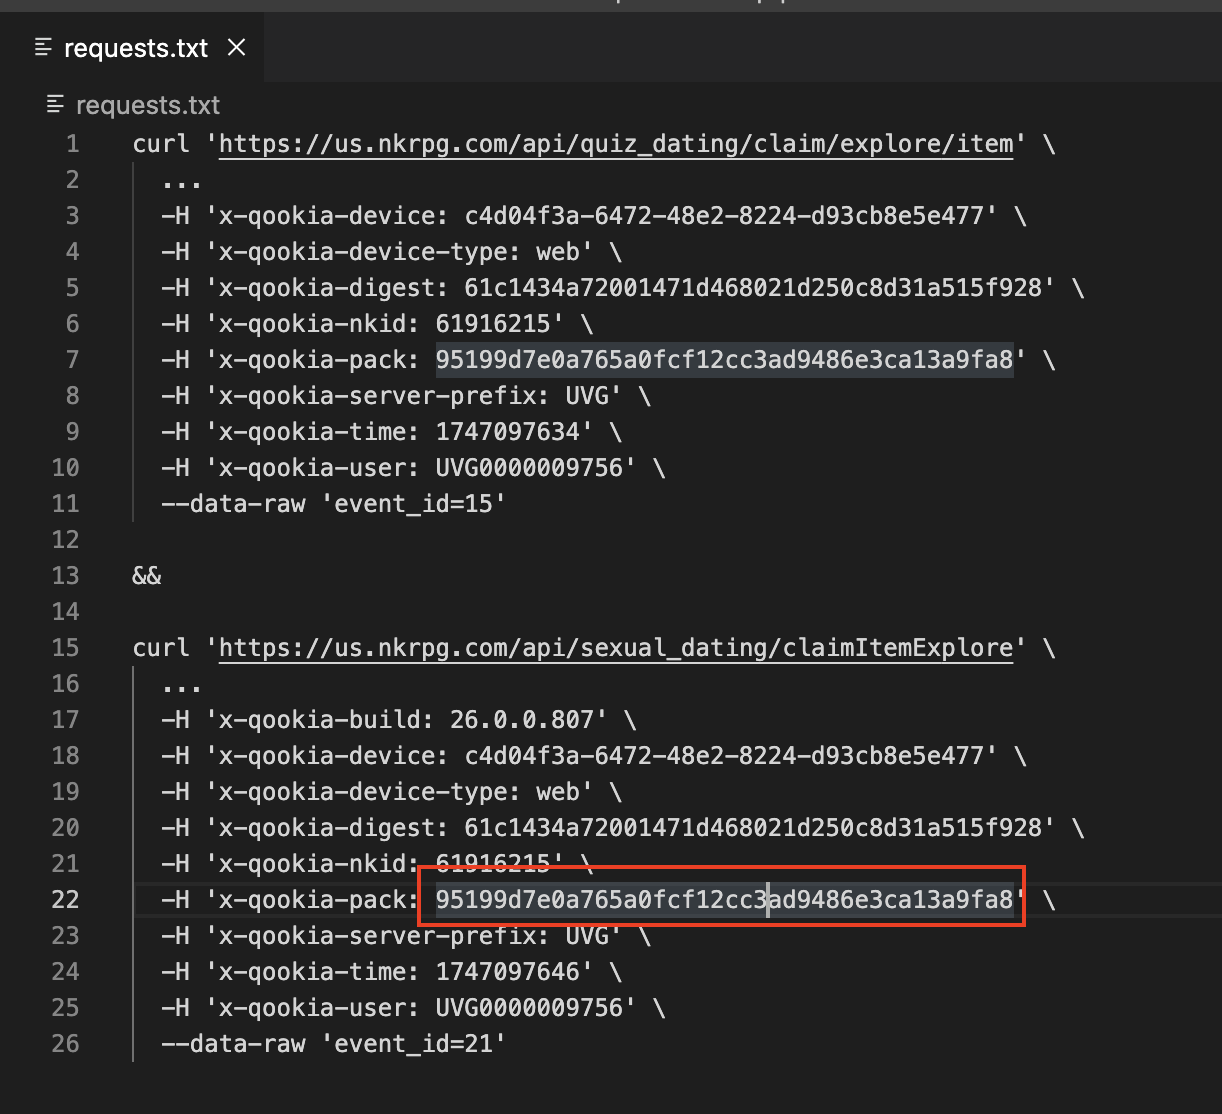 requests.txt
requests.txt
1 curl 'https://us.nkrpg.com/api/quiz_dating/claim/explore/item' \
2 ...
3 -H 'x-qookia-device: c4d04f3a-6472-48e2-8224-d93cb8e5e477' \
4 -H 'x-qookia-device-type: web' \
5 -H 'x-qookia-digest: 61c1434a72001471d468021d250c8d31a515f928' \
6 -H 'x-qookia-nkid: 61916215' \
7 -H 'x-qookia-pack: 95199d7e0a765a0fcf12cc3ad9486e3ca13a9fa8' \
8 -H 'x-qookia-server-prefix: UVG' \
9 -H 'x-qookia-time: 1747097634' \
10 -H 'x-qookia-user: UVG0000009756' \
11 --data-raw 'event_id=15'
12
13 &&
14
15 curl 'https://us.nkrpg.com/api/sexual_dating/claimItemExplore' \
16 ...
17 -H 'x-qookia-build: 26.0.0.807' \
18 -H 'x-qookia-device: c4d04f3a-6472-48e2-8224-d93cb8e5e477' \
19 -H 'x-qookia-device-type: web' \
20 -H 'x-qookia-digest: 61c1434a72001471d468021d250c8d31a515f928' \
21 -H 'x-qookia-nkid: 61916215' \
22 -H 'x-qookia-pack: 95199d7e0a765a0fcf12cc3ad9486e3ca13a9fa8' \
23 -H 'x-qookia-server-prefix: UVG' \
24 -H 'x-qookia-time: 1747097646' \
25 -H 'x-qookia-user: UVG0000009756' \
26 --data-raw 'event_id=21'